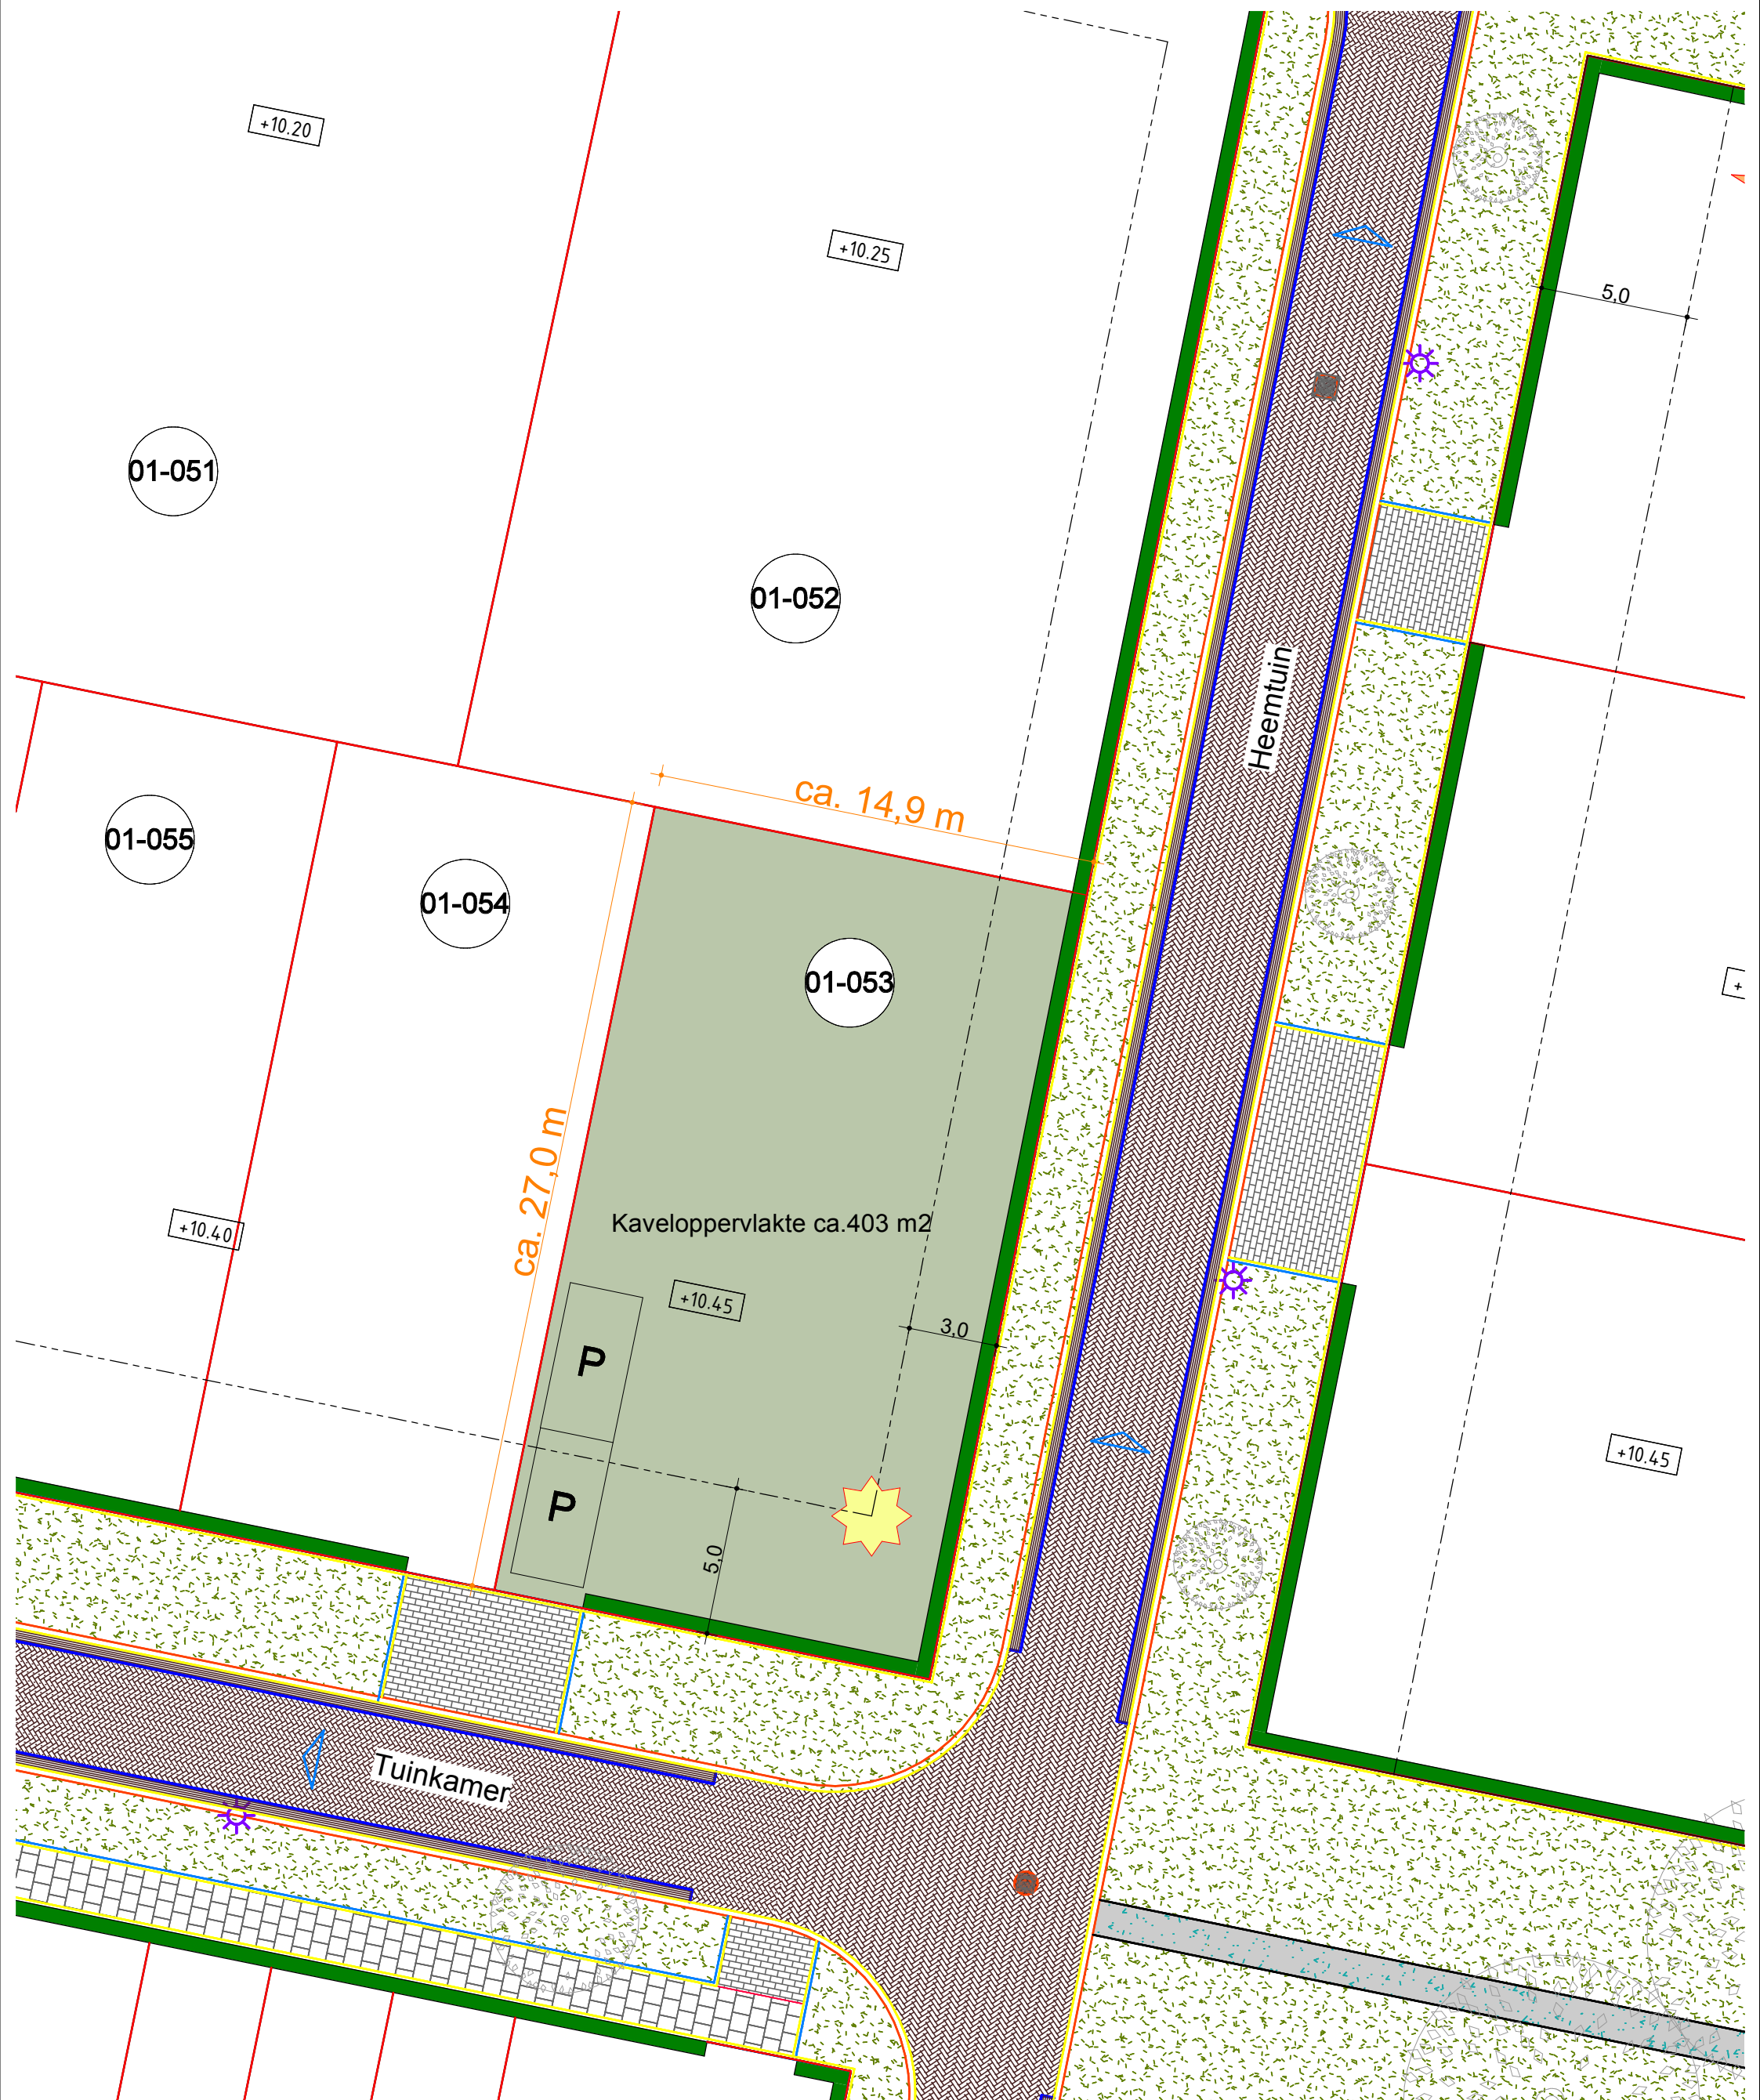 +10.20
+10.25
5,0
01-051
01-052
Heemtuin
ca. 14,9 m
01-055
01-054
01-053
+
ca. 27,0 m
Kaveloppervlakte ca.403 m2
+10.40
+10.45
3,0
P
+10.45
P
5,0
Tuinkamer